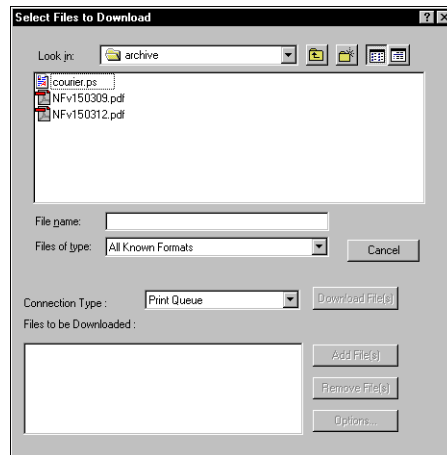 Select Files to Download
Look in: archive
courier.ps
NFv150309.pdf
NFv150312.pdf
File name:
Files of type: All Known Formats
Cancel
Connection Type : Print Queue
Download File(s)
Files to be Downloaded :
Add File(s)
Remove File(s)
Options...